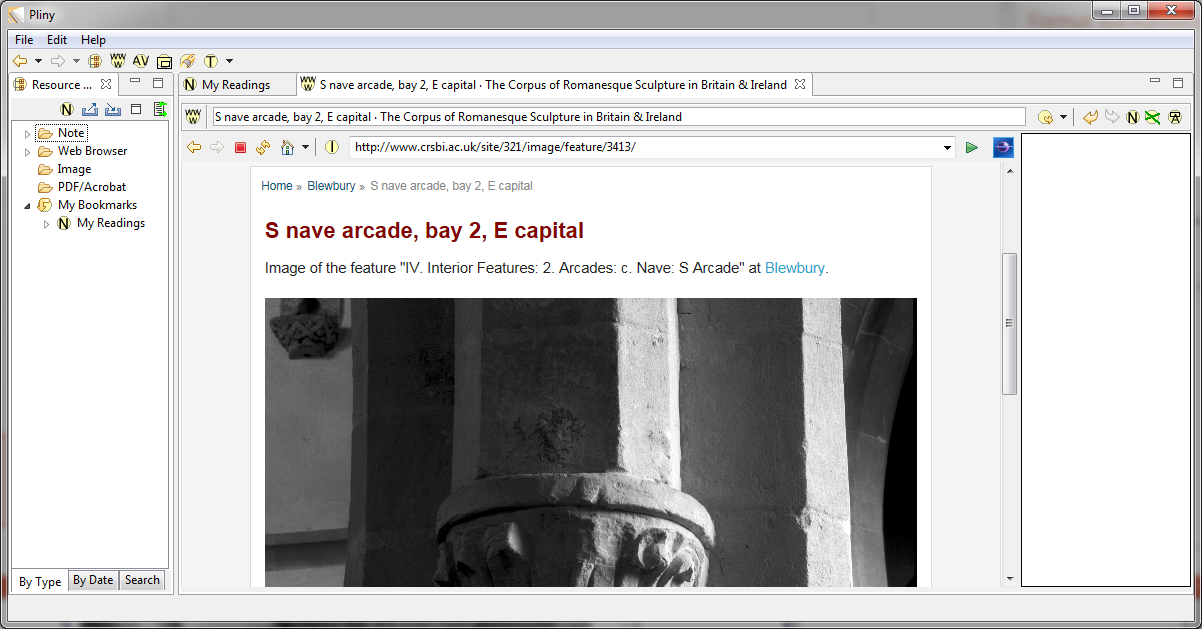 Pliny
File Edit Help
WW AV T
Resource ...
My Readings
S nave arcade, bay 2, E capital · The Corpus of Romanesque Sculpture in Britain & Ireland
N
Note
Web Browser
Image
PDF/Acrobat
My Bookmarks
N My Readings
By Type By Date Search
S nave arcade, bay 2, E capital · The Corpus of Romanesque Sculpture in Britain & Ireland
http://www.crsbi.ac.uk/site/321/image/feature/3413/
Home » Blewbury » S nave arcade, bay 2, E capital
S nave arcade, bay 2, E capital
Image of the feature "IV. Interior Features: 2. Arcades: c. Nave: S Arcade" at Blewbury.